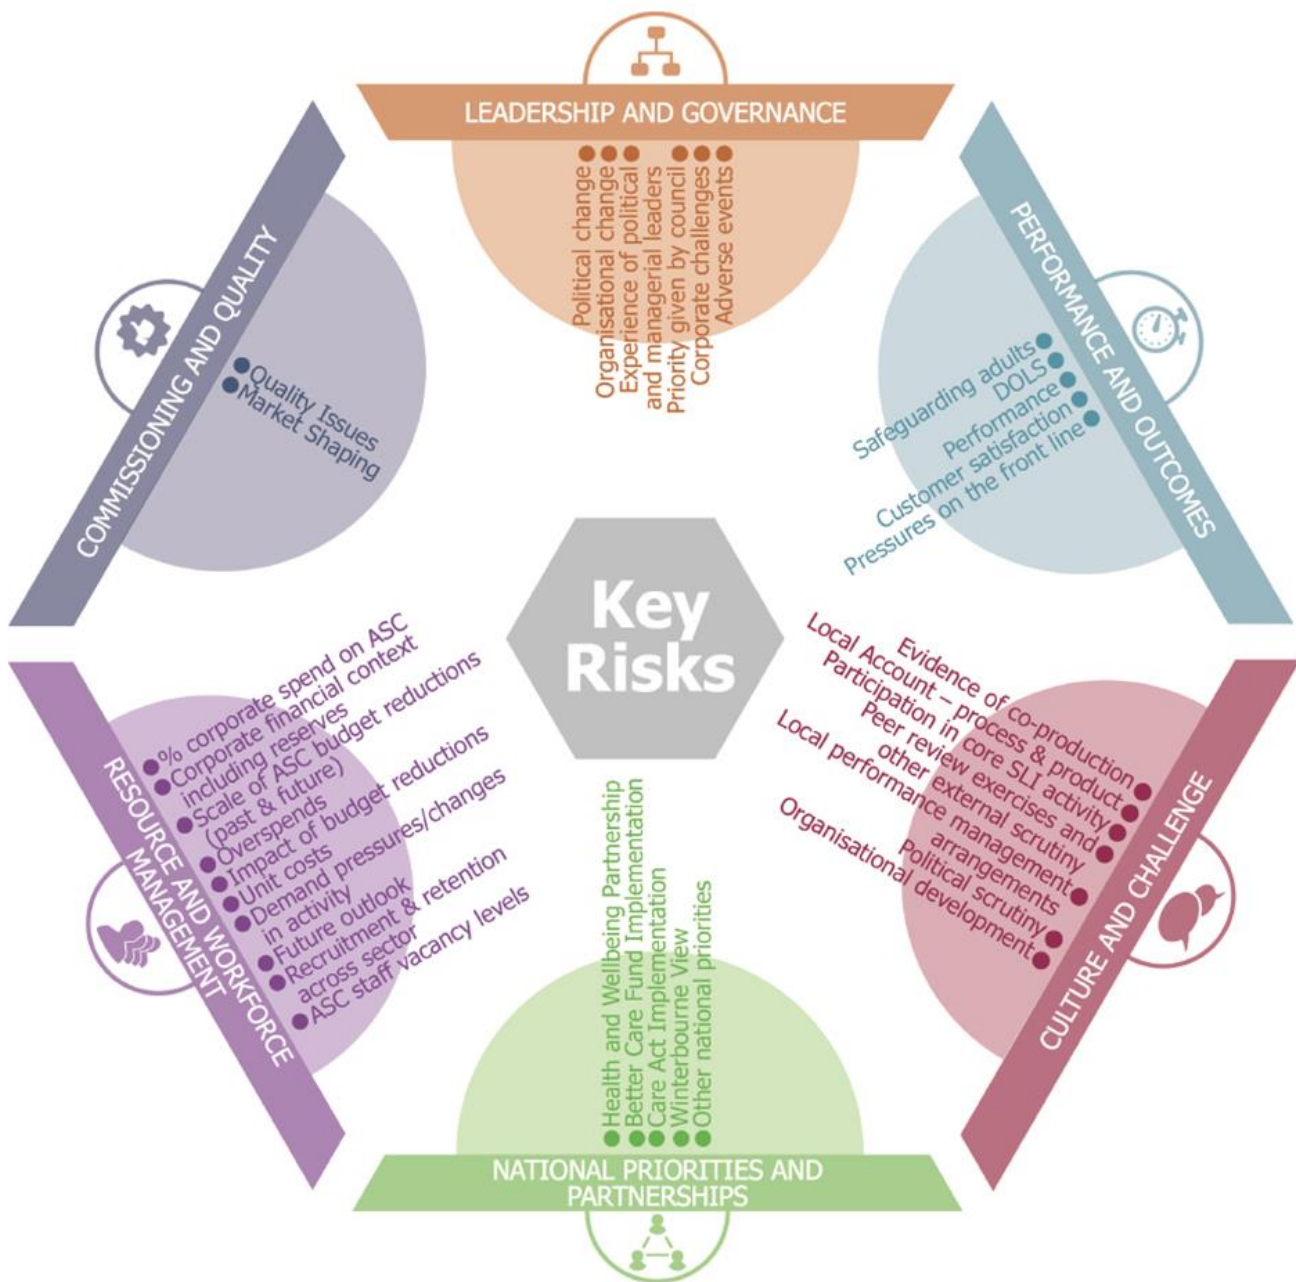 LEADERSHIP AND GOVERNANCE
Political change
Organisational change
Experience of political
and managerial leaders
Priority given by council
Corporate challenges
Adverse events
PERFORMANCE AND OUTCOMES
Safeguarding adults
DOLS
Performance
Customer satisfaction
Pressures on the front line
CULTURE AND CHALLENGE
Evidence of co-production
Local Account – process & product
Participation in core SLI activity
Peer review exercises and
other external scrutiny
Local performance management
arrangements
Political scrutiny
Organisational development
NATIONAL PRIORITIES AND
PARTNERSHIPS
Health and Wellbeing Partnership
Better Care Fund Implementation
Care Act Implementation
Winterbourne View
Other national priorities
RESOURCE AND WORKFORCE
MANAGEMENT
% corporate spend on ASC
Corporate financial context
including reserves
Scale of ASC budget reductions
(past & future)
Overspends
Impact of budget reductions
Unit costs
Demand pressures/changes
in activity
Future outlook
Recruitment & retention
across sector
ASC staff vacancy levels
COMMISSIONING AND QUALITY
Quality Issues
Market Shaping
Key
Risks